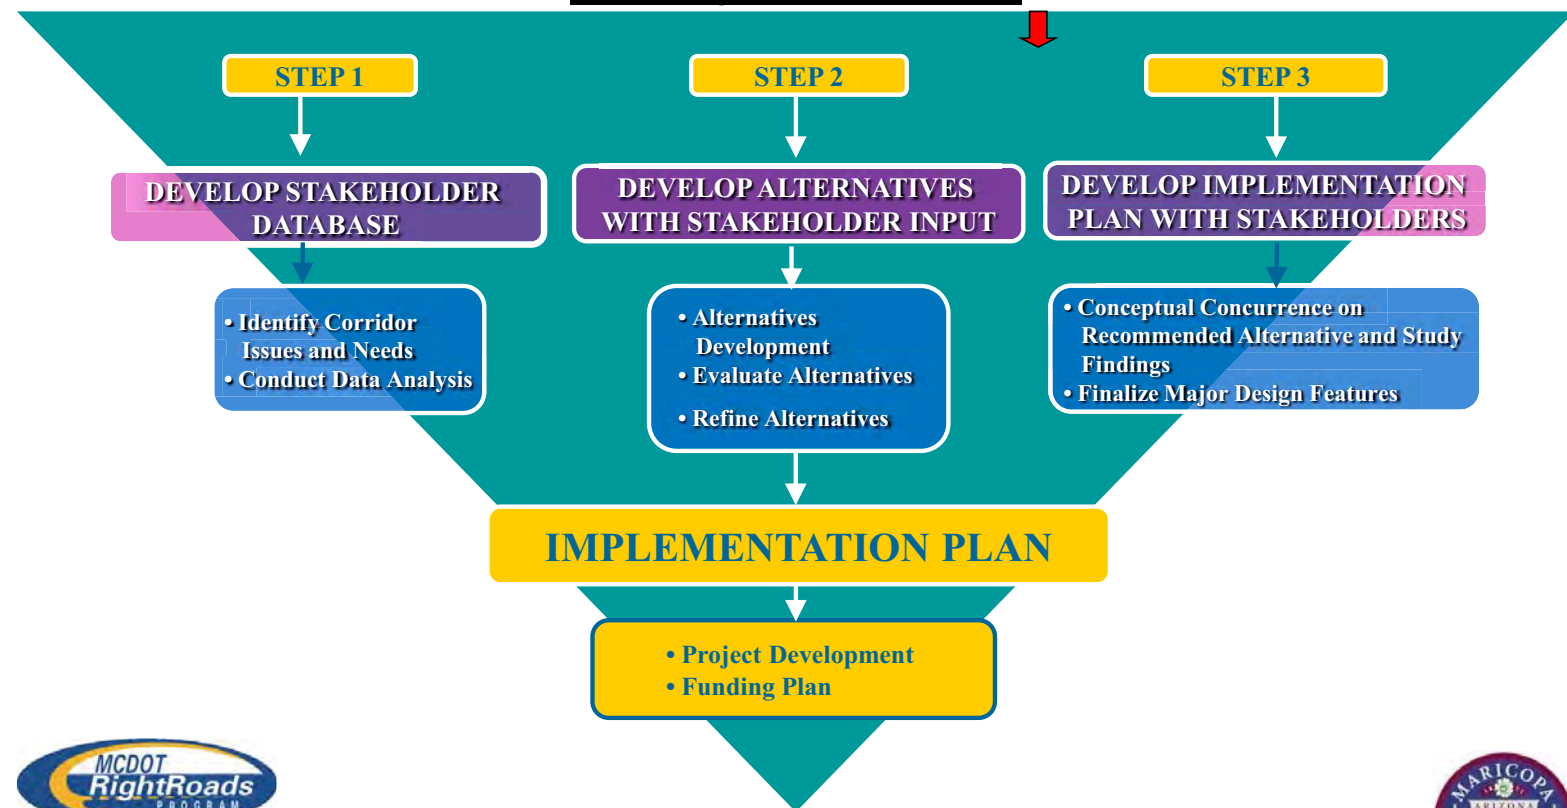 STEP 1
STEP 2
STEP 3
DEVELOP STAKEHOLDER
DATABASE
DEVELOP ALTERNATIVES
WITH STAKEHOLDER INPUT
DEVELOP IMPLEMENTATION
PLAN WITH STAKEHOLDERS
• Identify Corridor
Issues and Needs
• Conduct Data Analysis
• Alternatives
Development
• Evaluate Alternatives
• Refine Alternatives
• Conceptual Concurrence on
Recommended Alternative and Study
Findings
• Finalize Major Design Features
IMPLEMENTATION PLAN
• Project Development
• Funding Plan
MCDOT
RightRoads
PROGRAM
MARICOPA
ARIZONA